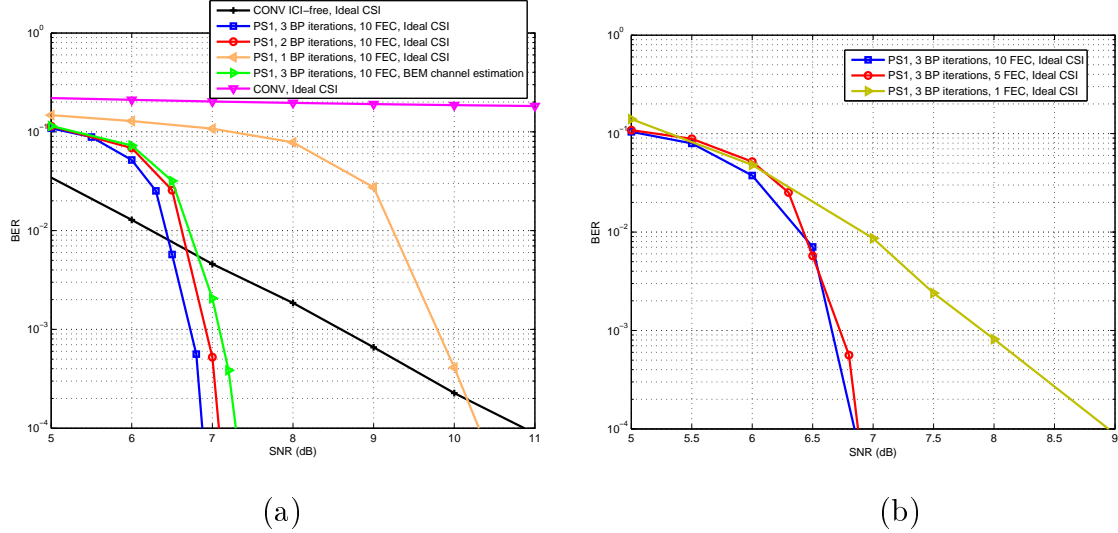 CONV ICI-free, Ideal CSI
PS1, 3 BP iterations, 10 FEC, Ideal CSI
PS1, 2 BP iterations, 10 FEC, Ideal CSI
PS1, 1 BP iterations, 10 FEC, Ideal CSI
PS1, 3 BP iterations, 10 FEC, BEM channel estimation
CONV, Ideal CSI
10^0
10^-1
10^-2
10^-3
10^-4
BER
5 6 7 8 9 10 11
SNR (dB)
(a)
PS1, 3 BP iterations, 10 FEC, Ideal CSI
PS1, 3 BP iterations, 5 FEC, Ideal CSI
PS1, 3 BP iterations, 1 FEC, Ideal CSI
10^0
10^-1
10^-2
10^-3
10^-4
BER
5 5.5 6 6.5 7 7.5 8 8.5 9
SNR (dB)
(b)